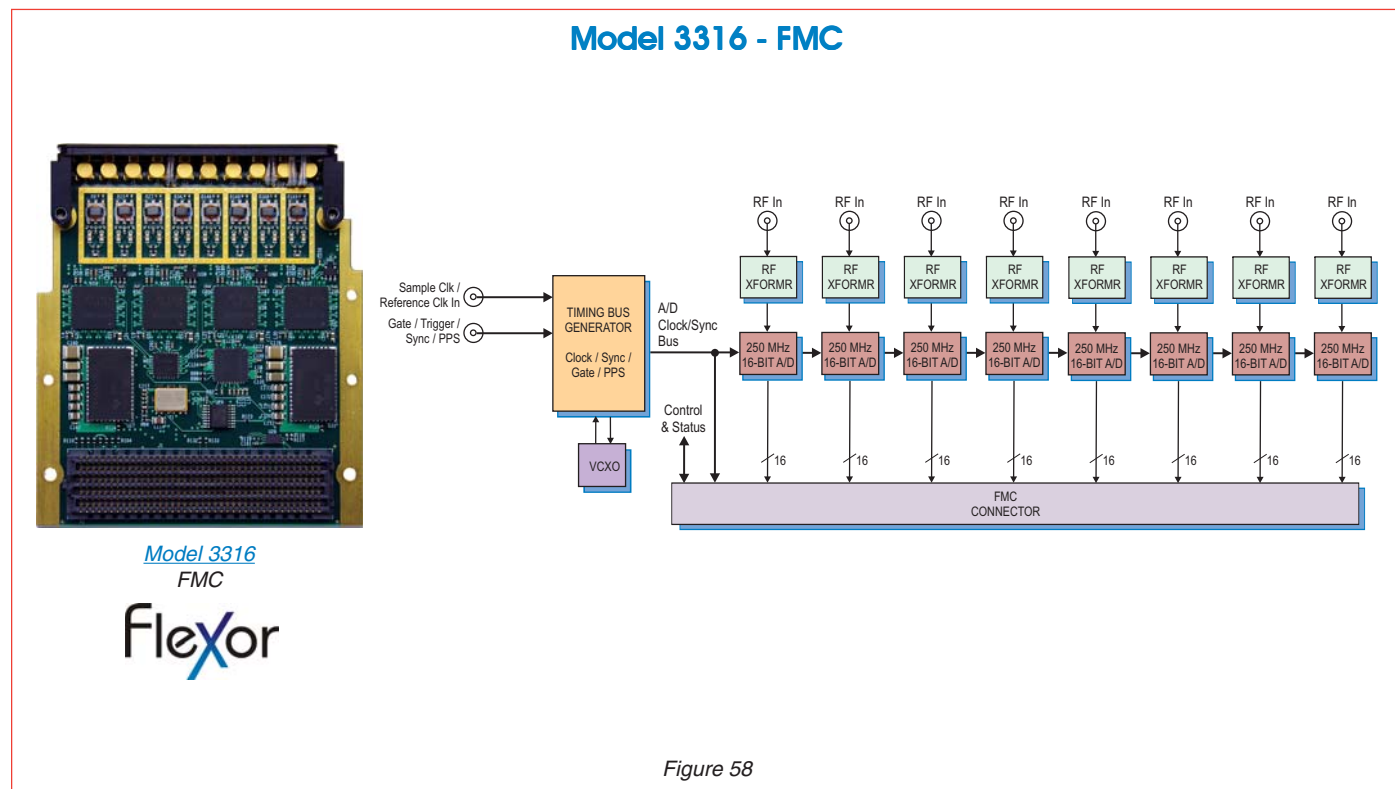 Model 3316 - FMC
RF In
RF In
RF In
RF In
RF In
RF In
RF In
RF In
RF
XFORMR
RF
XFORMR
RF
XFORMR
RF
XFORMR
RF
XFORMR
RF
XFORMR
RF
XFORMR
RF
XFORMR
Sample Clk /
Reference Clk In
Gate / Trigger /
Sync / PPS
TIMING BUS
GENERATOR
Clock / Sync /
Gate / PPS
A/D
Clock/Sync
Bus
250 MHz
16-BIT A/D
250 MHz
16-BIT A/D
250 MHz
16-BIT A/D
250 MHz
16-BIT A/D
250 MHz
16-BIT A/D
250 MHz
16-BIT A/D
250 MHz
16-BIT A/D
250 MHz
16-BIT A/D
Control
& Status
VCXO
16
16
16
16
16
16
16
16
FMC
CONNECTOR
Model 3316
FMC
Flexor
Figure 58